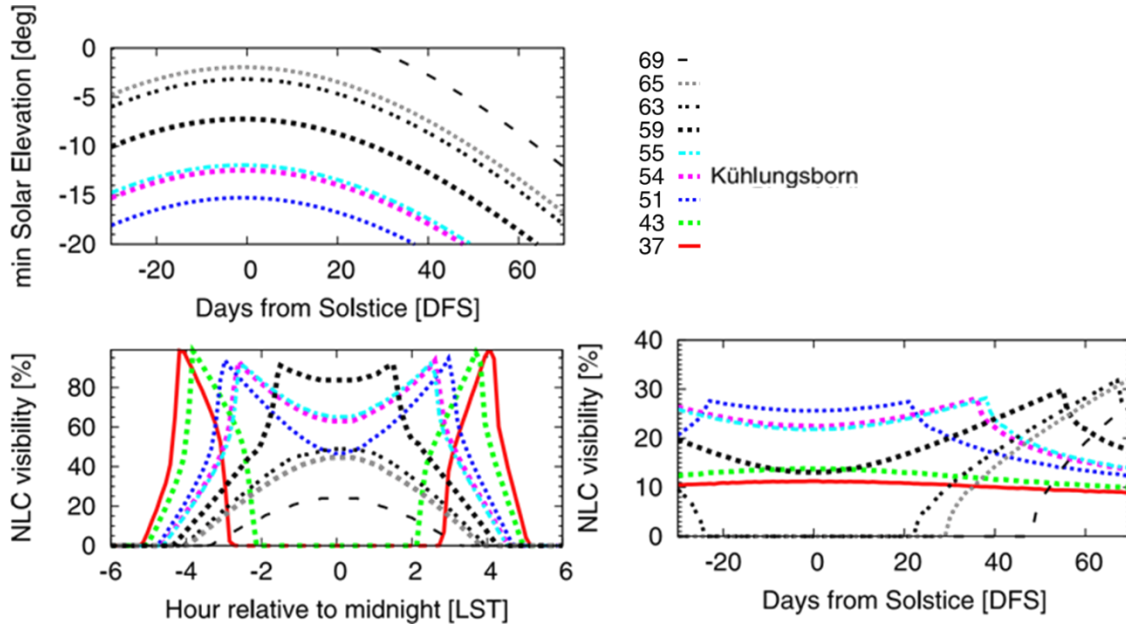 min Solar Elevation [deg]
0
-5
-10
-15
-20
-20 0 20 40 60
Days from Solstice [DFS]
69
65
63
59
55
54 Kühlungsborn
51
43
37
NLC visibility [%]
80
60
40
20
0
-6 -4 -2 0 2 4 6
Hour relative to midnight [LST]
NLC visibility [%]
40
30
20
10
0
-20 0 20 40 60
Days from Solstice [DFS]